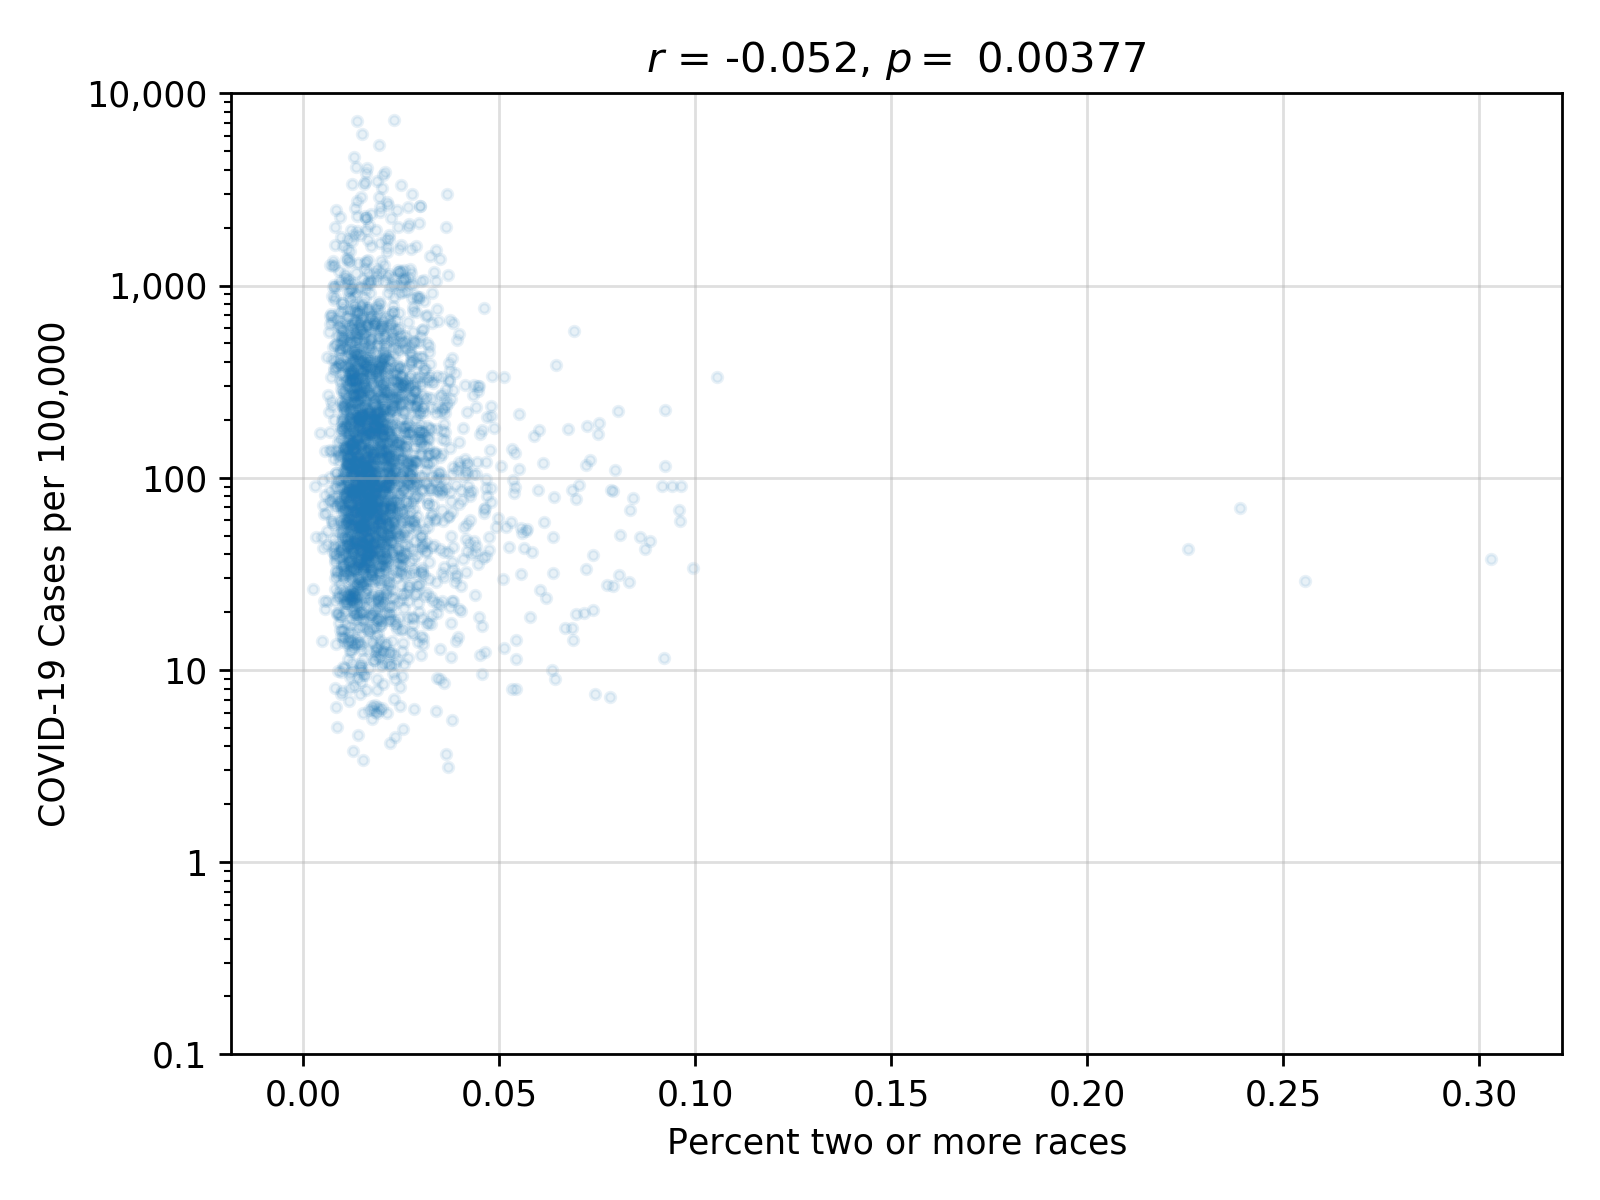 r = -0.052, p = 0.00377
10,000
1,000
100
10
1
0.1
COVID-19 Cases per 100,000
0.00 0.05 0.10 0.15 0.20 0.25 0.30
Percent two or more races